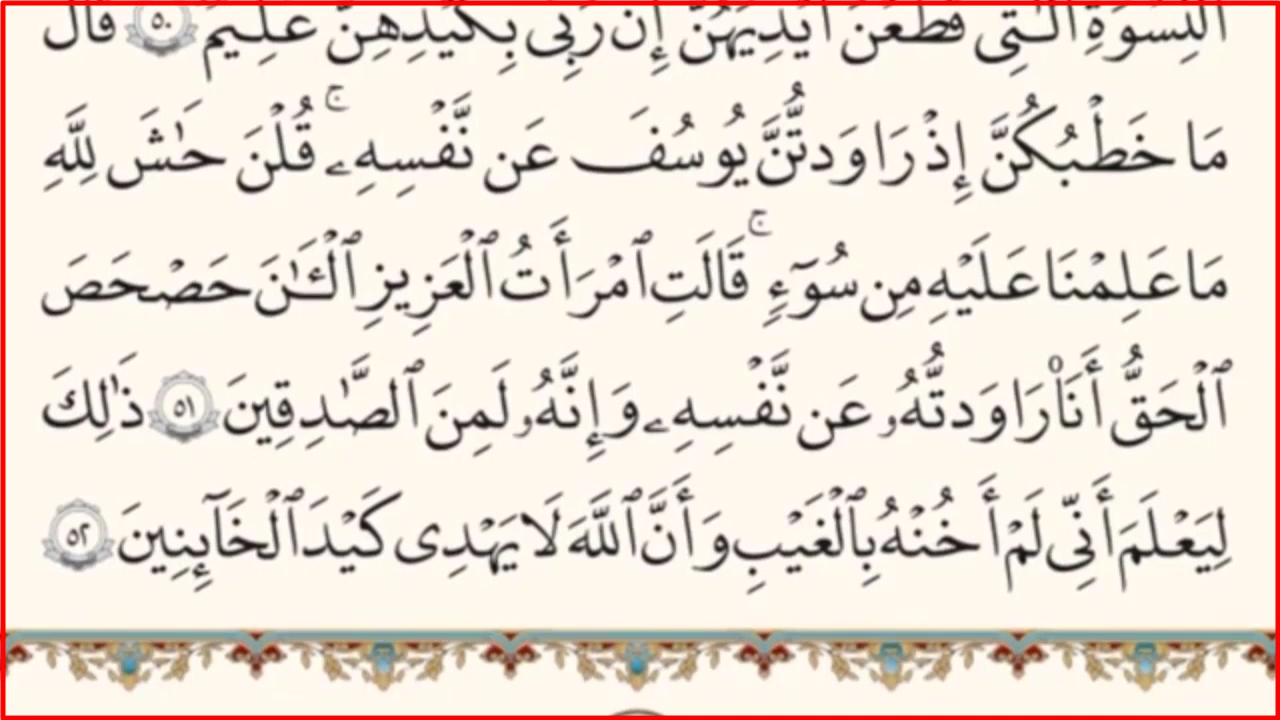 ٱلنِّسْوَةِ ٱلَّـٰتِى قَطَّعْنَ أَيْدِيَهُنَّ إِنَّ رَبِّى بِكَيْدِهِنَّ عَلِيمٌ ٥٠ قَالَ
مَا خَطْبُكُنَّ إِذْ رَٰوَدتُّنَّ يُوسُفَ عَن نَّفْسِهِۦ ۚ قُلْنَ حَـٰشَ لِلَّهِ
مَا عَلِمْنَا عَلَيْهِ مِن سُوٓءٍ ۚ قَالَتِ ٱمْرَأَتُ ٱلْعَزِيزِ ٱلْـَٔـٰنَ حَصْحَصَ
ٱلْحَقُّ أَنَا۠ رَٰوَدتُّهُۥ عَن نَّفْسِهِۦ وَإِنَّهُۥ لَمِنَ ٱلصَّـٰدِقِينَ ٥١ ذَٰلِكَ
لِيَعْلَمَ أَنِّى لَمْ أَخُنْهُ بِٱلْغَيْبِ وَأَنَّ ٱللَّهَ لَا يَهْدِى كَيْدَ ٱلْخَآئِنِينَ ٥٢